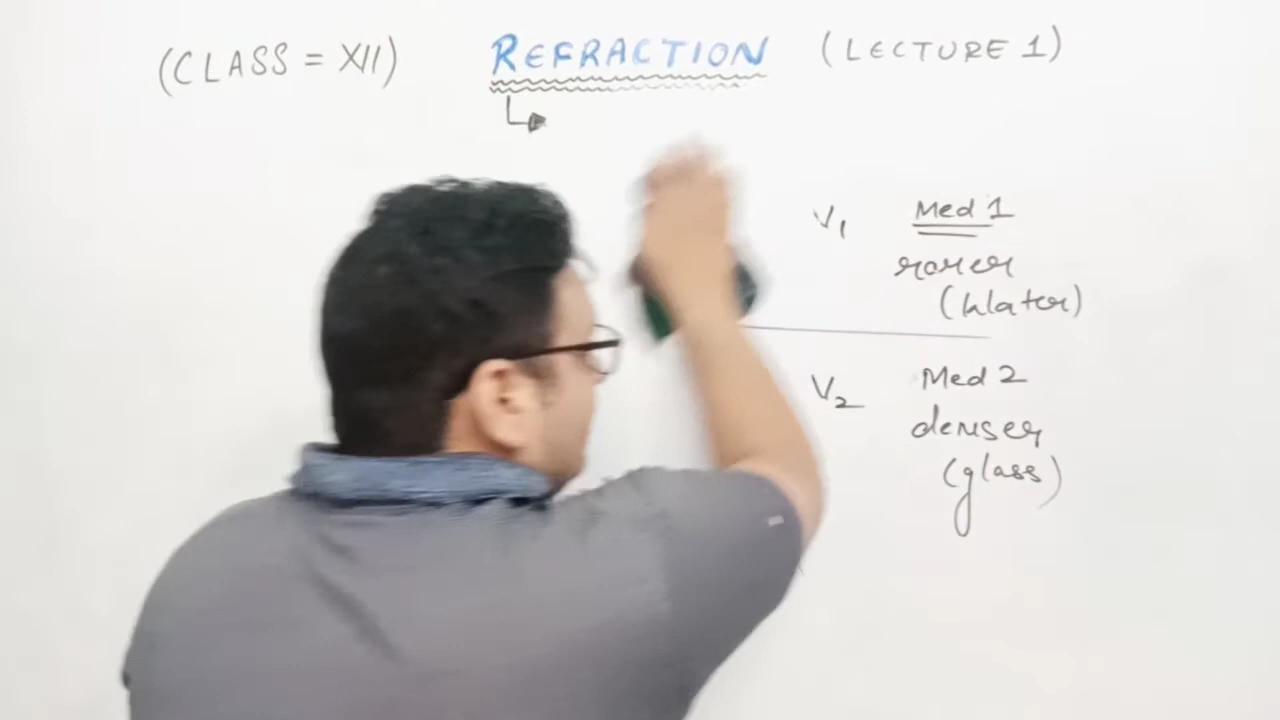 (CLASS = XII) REFRACTION (LECTURE 1)
V1 Med 1
rarer
(Water)
V2 Med 2
denser
(glass)